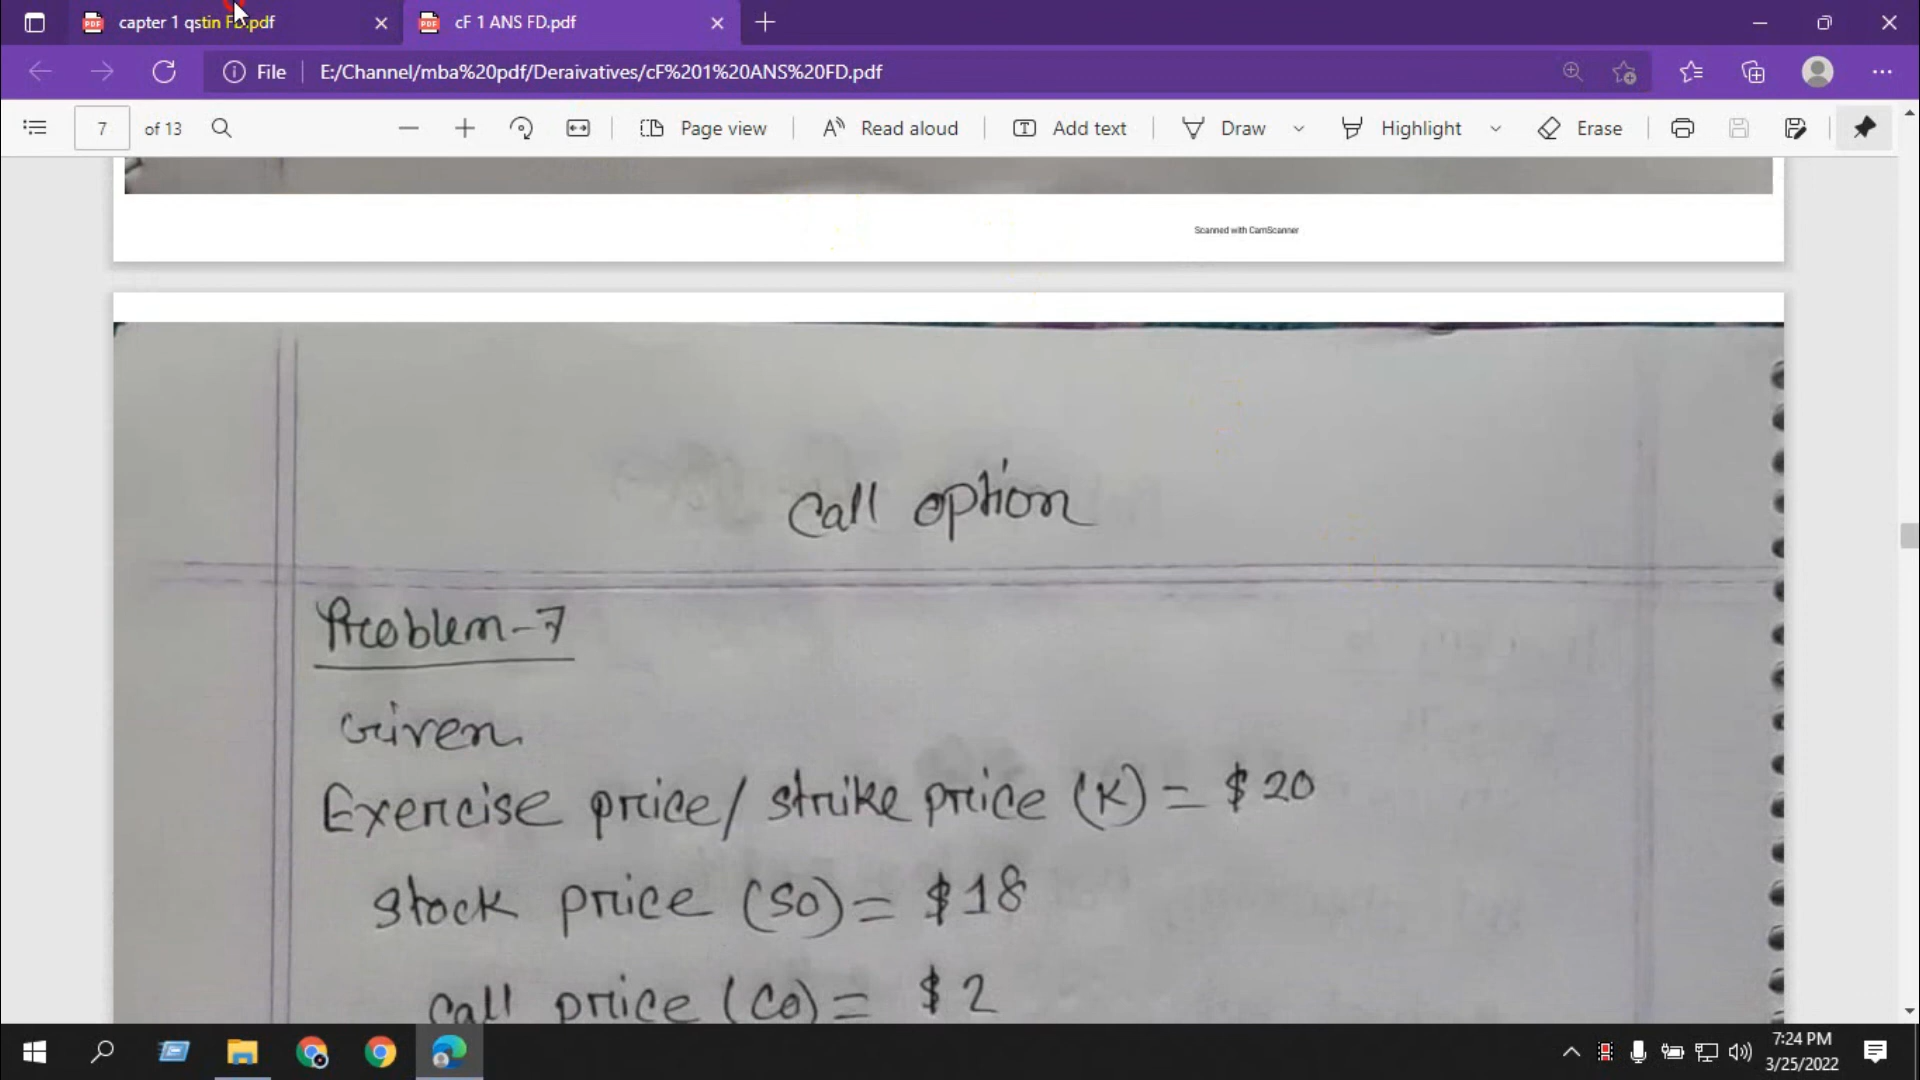 capter 1 qstin FD.pdf
cF 1 ANS FD.pdf
File
E:/Channel/mba%20pdf/Deraivatives/cF%201%20ANS%20FD.pdf
7 of 13
Page view
Read aloud
Add text
Draw
Highlight
Erase
Scanned with CamScanner
Call option
Problem-7
Given
Exercise price/ strike price (K) = $20
stock price (So) = $18
call price (Co) = $2
7:24 PM
3/25/2022